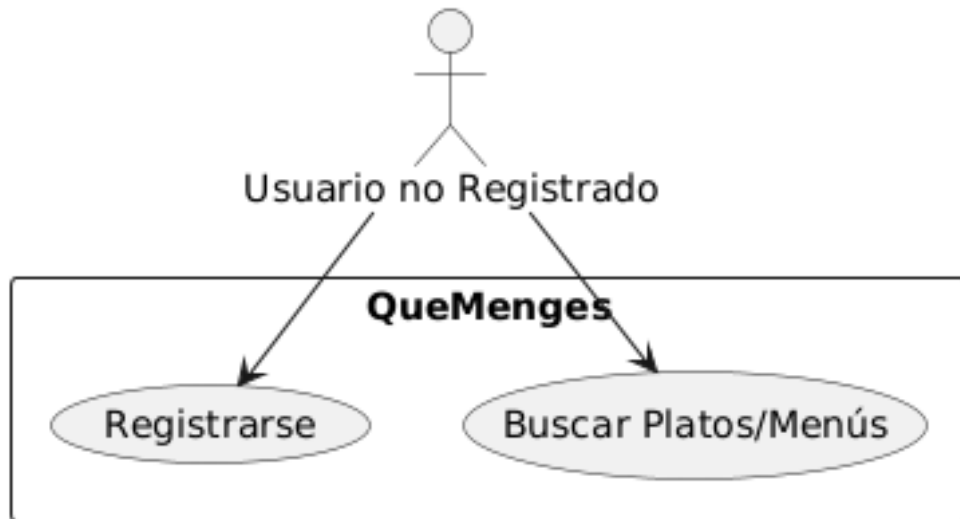 Usuario no Registrado
QueMenges
Registrarse
Buscar Platos/Menús